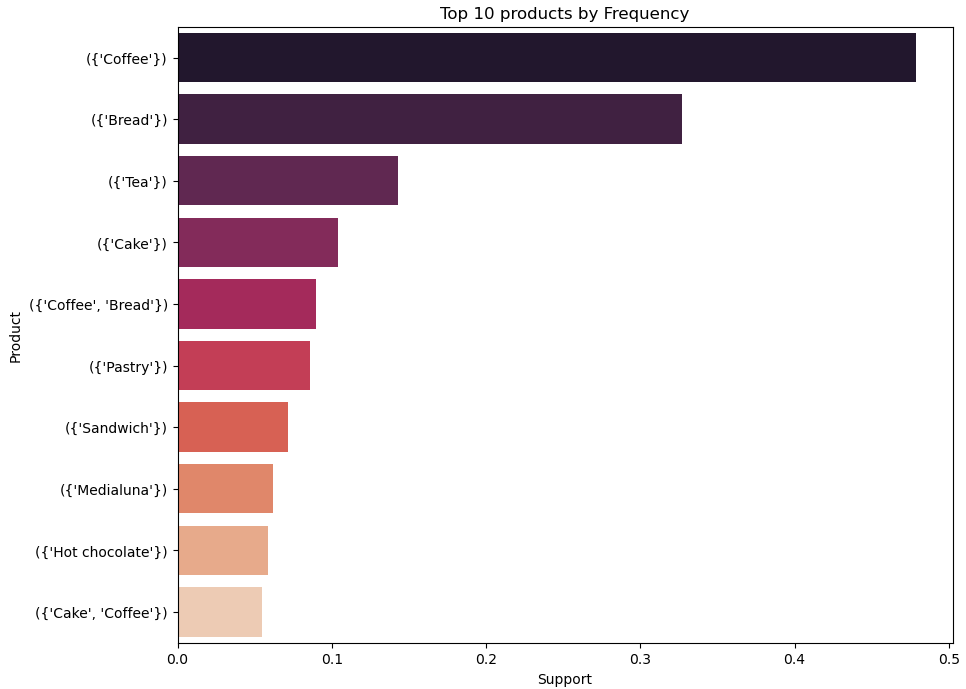 Top 10 products by Frequency
Product
({'Coffee'})
({'Bread'})
({'Tea'})
({'Cake'})
({'Coffee', 'Bread'})
({'Pastry'})
({'Sandwich'})
({'Medialuna'})
({'Hot chocolate'})
({'Cake', 'Coffee'})
0.0 0.1 0.2 0.3 0.4 0.5
Support